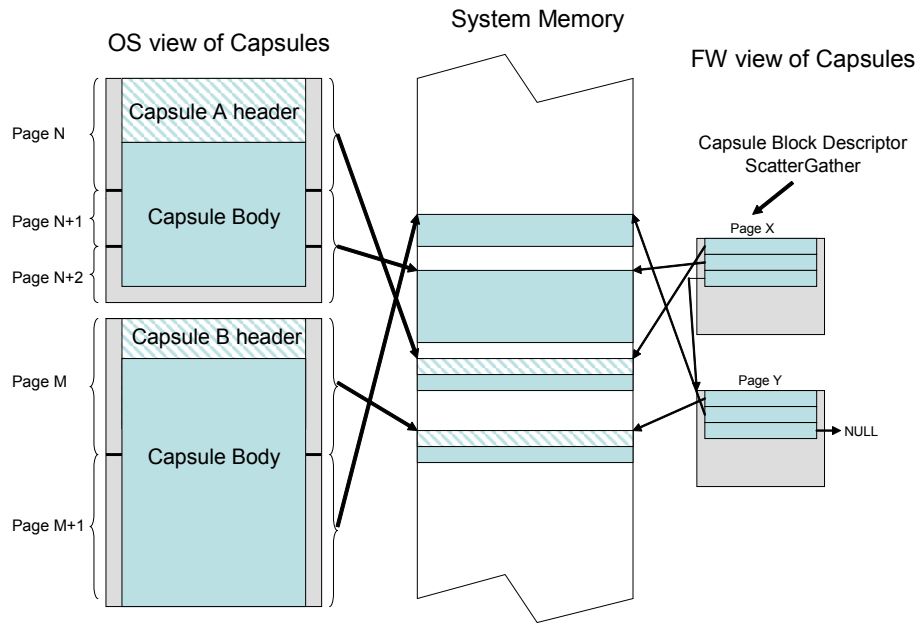 OS view of Capsules
System Memory
FW view of Capsules
Capsule A header
Capsule Body
Page N
Page N+1
Page N+2
Capsule B header
Capsule Body
Page M
Page M+1
Capsule Block Descriptor
ScatterGather
Page X
Page Y
NULL